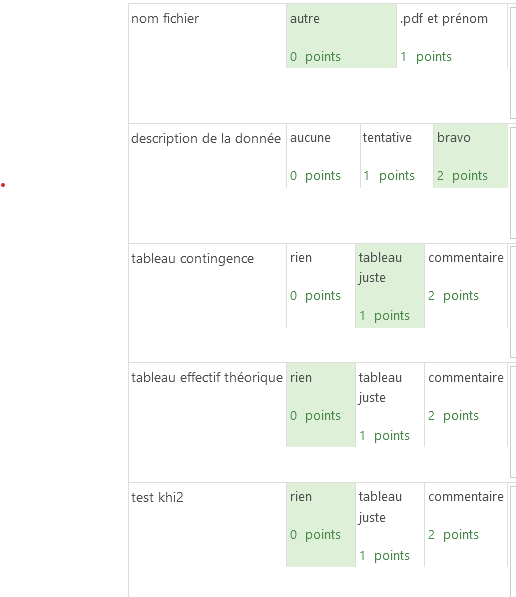 nom fichier autre .pdf et prénom
0 points 1 points
description de la donnée aucune tentative bravo
0 points 1 points 2 points
tableau contingence rien tableau juste commentaire
0 points 1 points 2 points
tableau effectif théorique rien tableau juste commentaire
0 points 1 points 2 points
test khi2 rien tableau juste commentaire
0 points 1 points 2 points